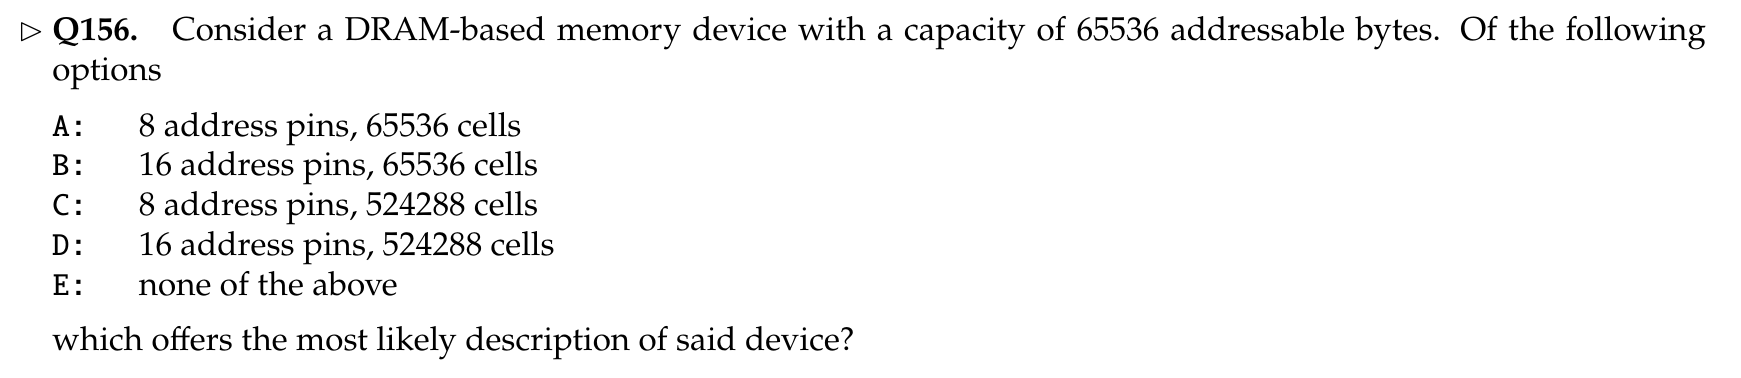 ▷ Q156. Consider a DRAM-based memory device with a capacity of 65536 addressable bytes. Of the following
options
A: 8 address pins, 65536 cells
B: 16 address pins, 65536 cells
C: 8 address pins, 524288 cells
D: 16 address pins, 524288 cells
E: none of the above
which offers the most likely description of said device?